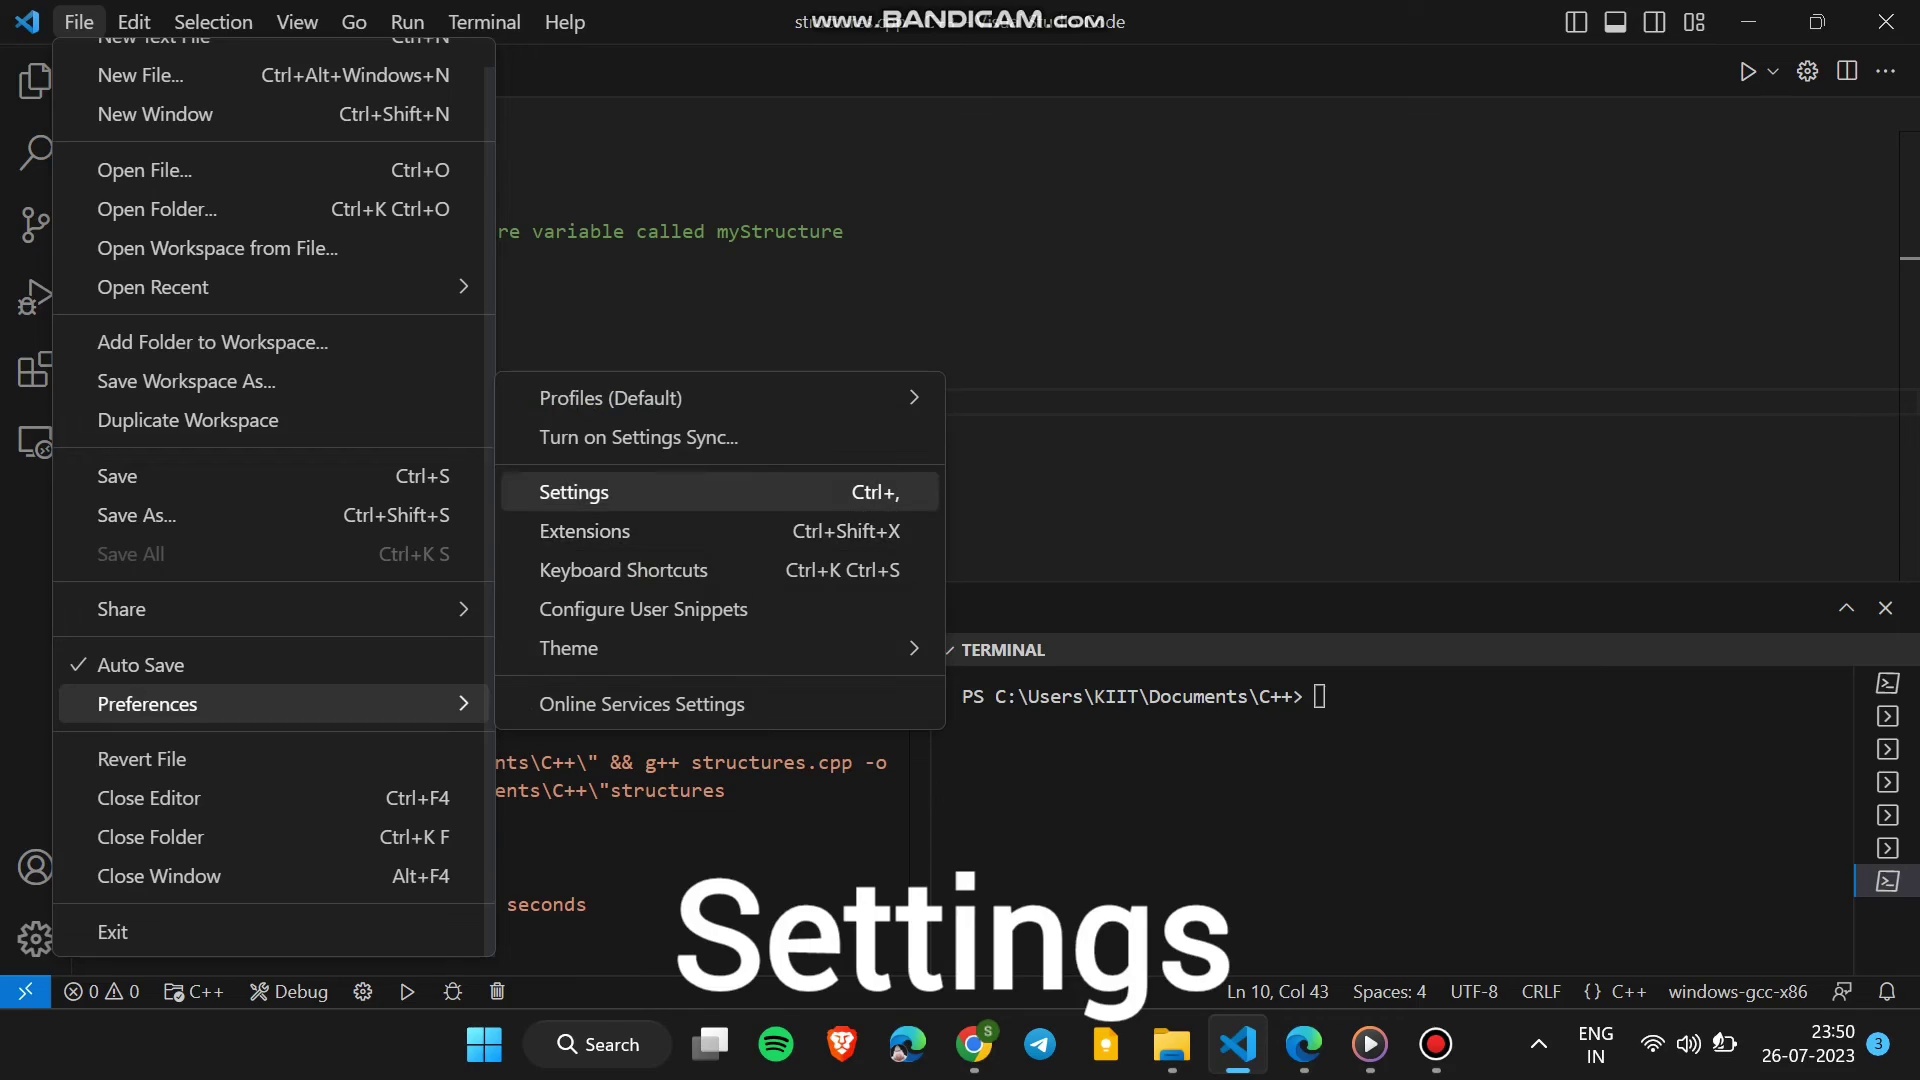 File Edit Selection View Go Run Terminal Help
www.BANDICAM.com
New Text File Ctrl+N
New File... Ctrl+Alt+Windows+N
New Window Ctrl+Shift+N
Open File... Ctrl+O
Open Folder... Ctrl+K Ctrl+O
Open Workspace from File...
Open Recent
Add Folder to Workspace...
Save Workspace As...
Duplicate Workspace
Save Ctrl+S
Save As... Ctrl+Shift+S
Save All Ctrl+K S
Share
Auto Save
Preferences
Revert File
Close Editor Ctrl+F4
Close Folder Ctrl+K F
Close Window Alt+F4
Exit
Profiles (Default)
Turn on Settings Sync...
Settings Ctrl+,
Extensions Ctrl+Shift+X
Keyboard Shortcuts Ctrl+K Ctrl+S
Configure User Snippets
Theme
Online Services Settings
re variable called myStructure
TERMINAL
PS C:\Users\KIIT\Documents\C++>
nts\C++\" && g++ structures.cpp -o
ents\C++\"structures
seconds
Settings
0 0 C++ Debug
Ln 10, Col 43 Spaces: 4 UTF-8 CRLF {} C++ windows-gcc-x86
Search
S
ENG
IN
23:50
26-07-2023
3